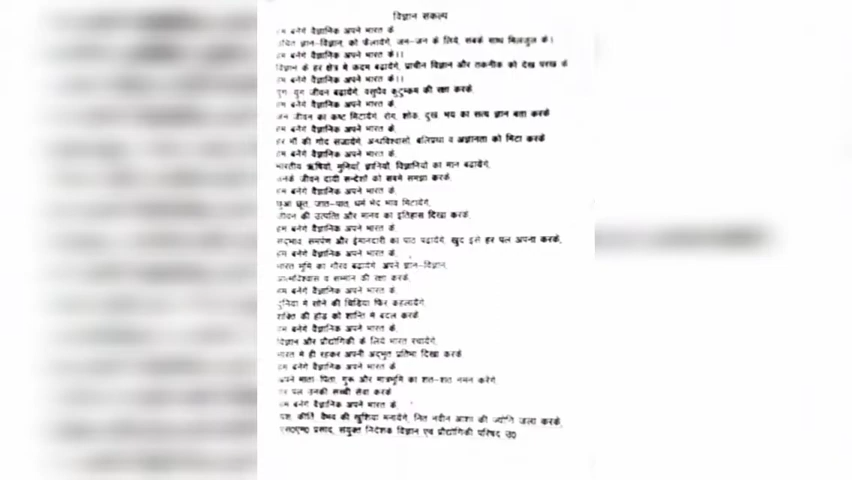 विज्ञान संकल्प
हम बनेगें वैज्ञानिक अपने भारत के
उचित ज्ञान-विज्ञान, को फैलायेगें, जन-जन के लिये, सबके साथ मिलजुल के।
हम बनेगें वैज्ञानिक अपने भारत के।।
विज्ञान के हर क्षेत्र मे कदम बढ़ायेगें, प्राचीन विज्ञान और तकनीक को देख परख के
हम बनेगें वैज्ञानिक अपने भारत के।।
युग युग जीवन बढ़ायेगें, वसुधैव कुटुम्कम की रक्षा करके,
हम बनेगें वैज्ञानिक अपने भारत के,
जन जीवन का कष्ट मिटायेगें, रोग, शोक, दुख भय का सत्य ज्ञान बता करके
हम बनेगें वैज्ञानिक अपने भारत के,
हर माँ की गोद सजायेगें, अन्धविश्वासों, बलिप्रथा व अज्ञानता को मिटा करके
हम बनेगें वैज्ञानिक अपने भारत के,
भारतीय ऋषियों, मुनियों, ज्ञानियों, विज्ञानियों का मान बढ़ायेगें,
उनके जीवन दायी सन्देशों को सबमे समझा करके,
हम बनेगें वैज्ञानिक अपने भारत के,
छुआ छूत, जात-पात, धर्म भेद भाव मिटायेगें,
जीवन की उत्पत्ति और मानव का इतिहास दिखा करके,
हम बनेगें वैज्ञानिक अपने भारत के,
सद्भाव, समर्पण और ईमानदारी का पाठ पढ़ायेगें, खुद इसे हर पल अपना करके,
हम बनेगें वैज्ञानिक अपने भारत के,
भारत भूमि का गौरव बढ़ायेगें अपने ज्ञान-विज्ञान,
आत्मविश्वास व सम्मान की रक्षा करके,
हम बनेगें वैज्ञानिक अपने भारत के,
दुनिया मे सोने की चिड़िया फिर कहलायेगें,
शक्ति की होड़ को शान्ति मे बदल करके
हम बनेगें वैज्ञानिक अपने भारत के,
विज्ञान और प्रौद्योगिकी के लिये भारत रचायेगें,
भारत मे ही रहकर अपनी अद्भुत प्रतिभा दिखा करके
हम बनेगें वैज्ञानिक अपने भारत के
अपने माता पिता, गुरू और मात्रभूमि का शत-शत नमन करेगें,
हर पल उनकी सच्ची सेवा करके
हम बनेगें वैज्ञानिक अपने भारत के,
यश, कीर्ति, वैभव की खुशिया मनायेगें, नित नवीन आशा की ज्योति जला करके,
प्रसाद, संयुक्त निदेशक विज्ञान एवं प्रौद्योगिकी परिषद उ0